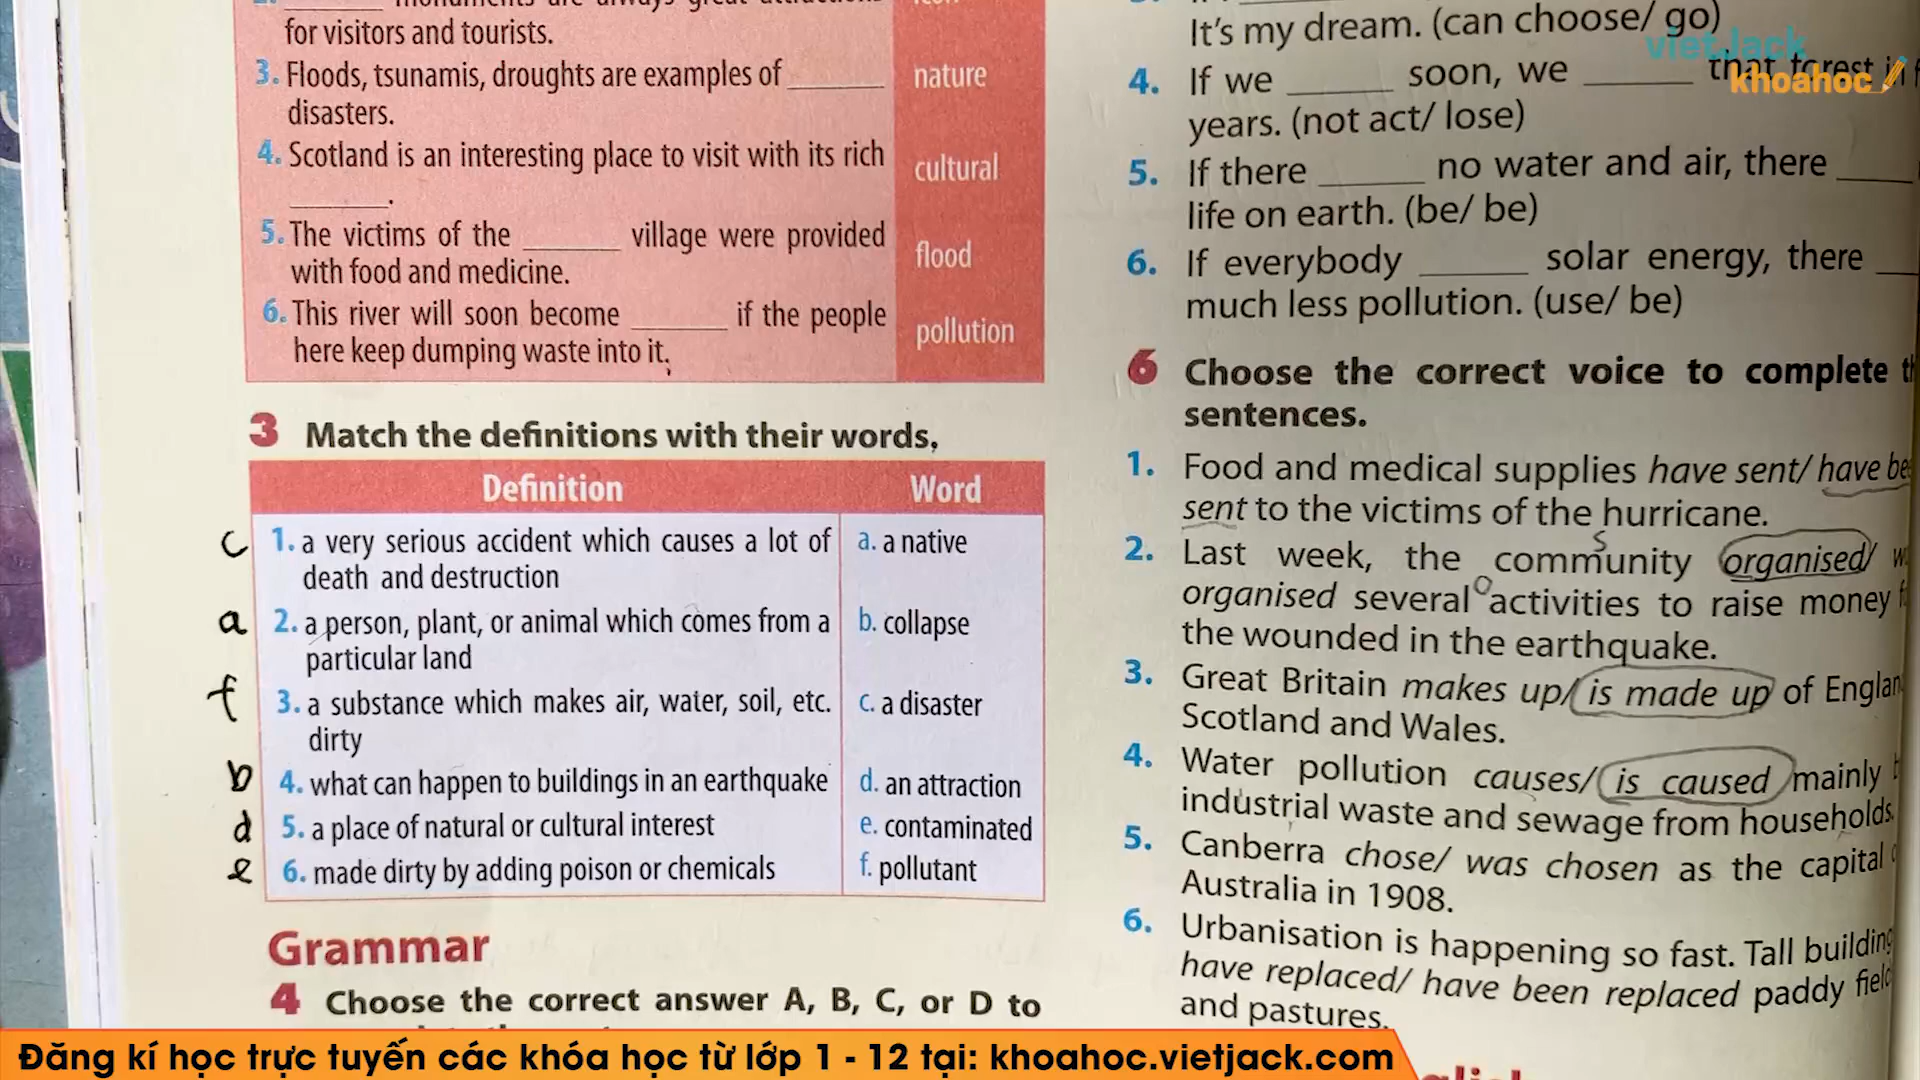 monuments are always great attractions
for visitors and tourists.
icon
3. Floods, tsunamis, droughts are examples of ______
disasters.
nature
4. Scotland is an interesting place to visit with its rich
______.
cultural
5. The victims of the ______ village were provided
with food and medicine.
flood
6. This river will soon become ______ if the people
here keep dumping waste into it.
pollution
3 Match the definitions with their words.
Definition Word
c 1. a very serious accident which causes a lot of
death and destruction
a. a native
a 2. a person, plant, or animal which comes from a
particular land
b. collapse
f 3. a substance which makes air, water, soil, etc.
dirty
c. a disaster
b 4. what can happen to buildings in an earthquake
d. an attraction
d 5. a place of natural or cultural interest
e. contaminated
e 6. made dirty by adding poison or chemicals
f. pollutant
Grammar
4 Choose the correct answer A, B, C, or D to
It's my dream. (can choose/ go)
4. If we ______ soon, we ______ that forest in
years. (not act/ lose)
5. If there ______ no water and air, there ____
life on earth. (be/ be)
6. If everybody ______ solar energy, there __
much less pollution. (use/ be)
6 Choose the correct voice to complete
sentences.
1. Food and medical supplies have sent/ have
sent to the victims of the hurricane.
S
2. Last week, the community organised/
O
organised several activities to raise money
the wounded in the earthquake.
3. Great Britain makes up/ is made up of
Scotland and Wales.
4. Water pollution causes/ is caused mainly
industrial waste and sewage from households.
5. Canberra chose/ was chosen as the capital
Australia in 1908.
6. Urbanisation is happening so fast. Tall
have replaced/ have been replaced paddy
and pastures.
vietJack
khoahoc
Đăng kí học trực tuyến các khóa học từ lớp 1 - 12 tại: khoahoc.vietjack.com